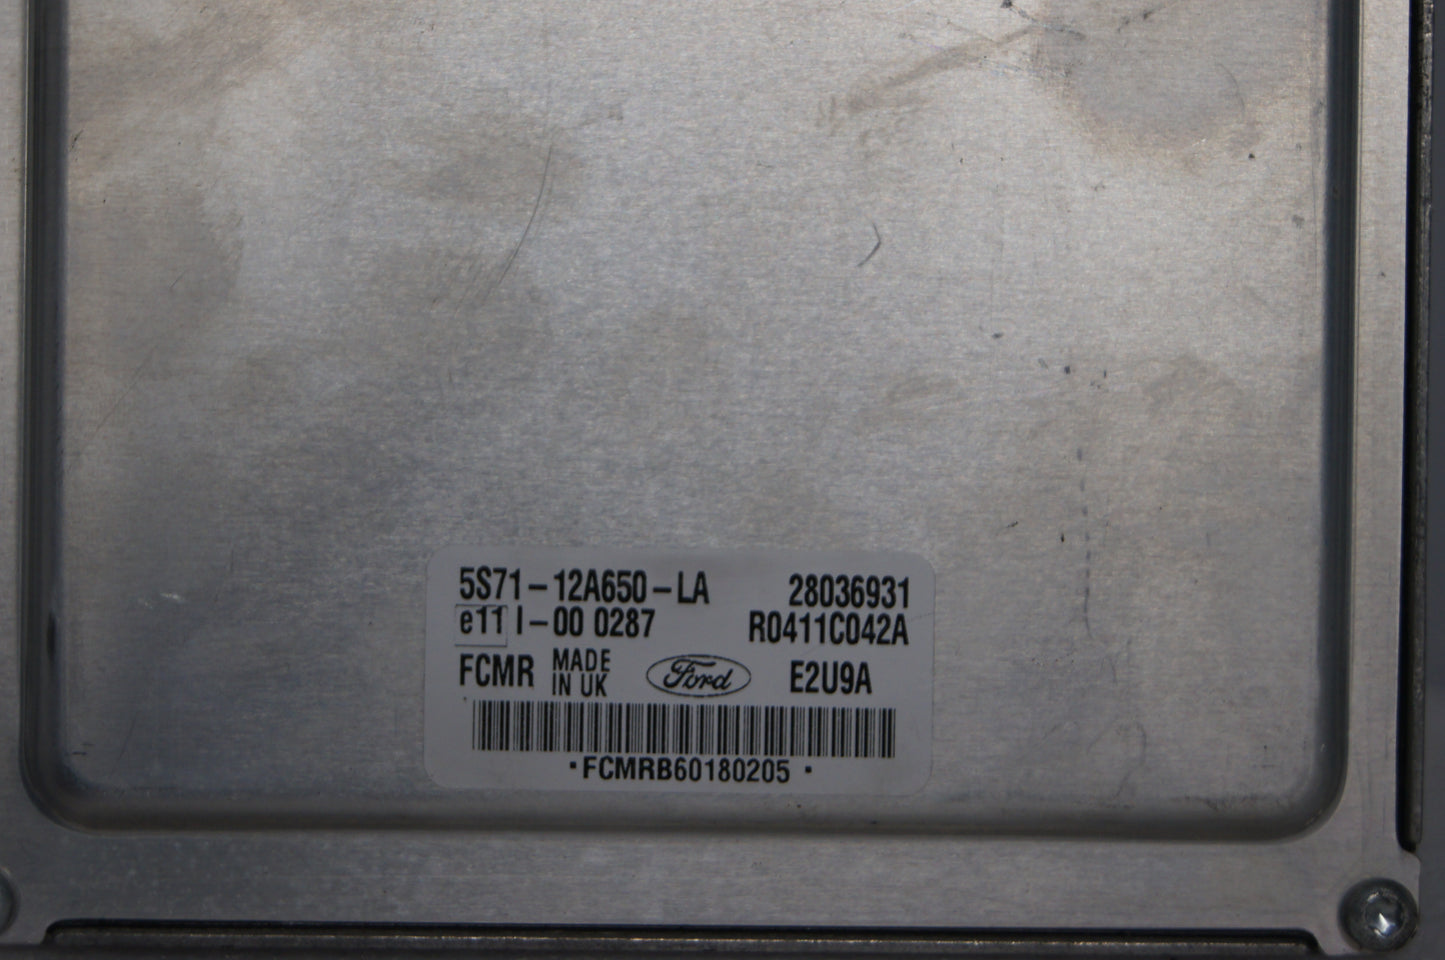 5S71-12A650-LA 28036931
e11 I-00 0287 R0411C042A
FCMR MADE IN UK Ford E2U9A
•FCMRB60180205•